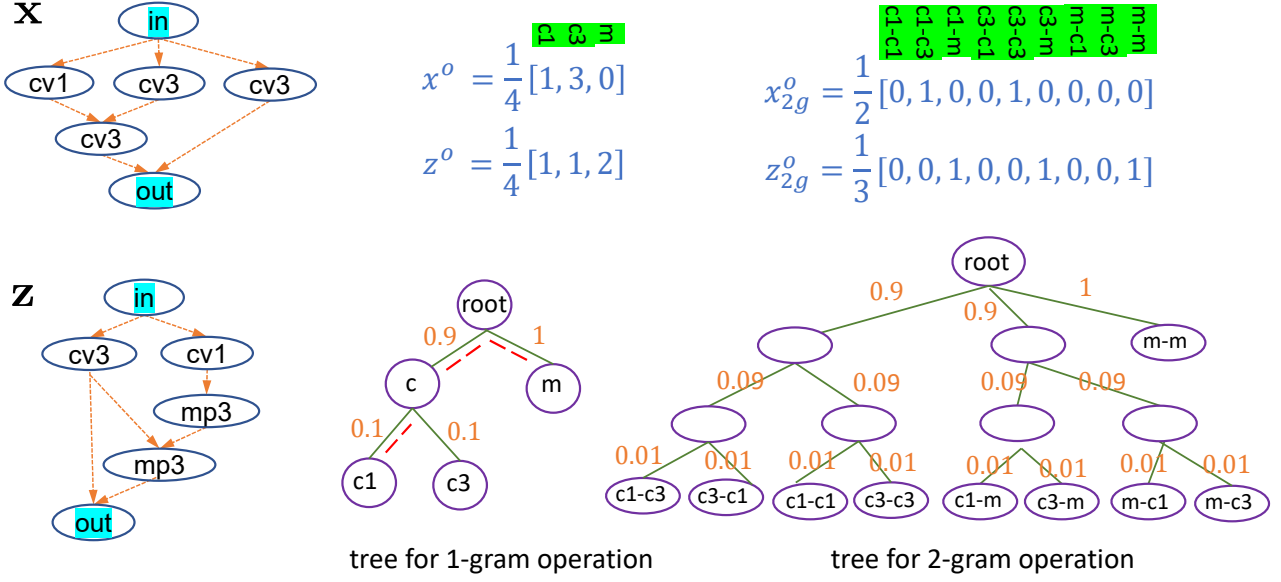 x
in
cv1 cv3 cv3
cv3
out
c1 c3 m
x^o = 1/4 [1, 3, 0]
z^o = 1/4 [1, 1, 2]
c1-c1 c1-c3 c1-m c3-c1 c3-c3 c3-m m-c1 m-c3 m-m
x^o_{2g} = 1/2 [0, 1, 0, 0, 1, 0, 0, 0, 0]
z^o_{2g} = 1/3 [0, 0, 1, 0, 0, 1, 0, 0, 1]
z
in
cv3 cv1
mp3
mp3
out
root
0.9 1
c m
0.1 0.1
c1 c3
tree for 1-gram operation
root
0.9 0.9 1
m-m
0.09 0.09 0.09 0.09
0.01 0.01 0.01 0.01 0.01 0.01 0.01 0.01
c1-c3 c3-c1 c1-c1 c3-c3 c1-m c3-m m-c1 m-c3
tree for 2-gram operation